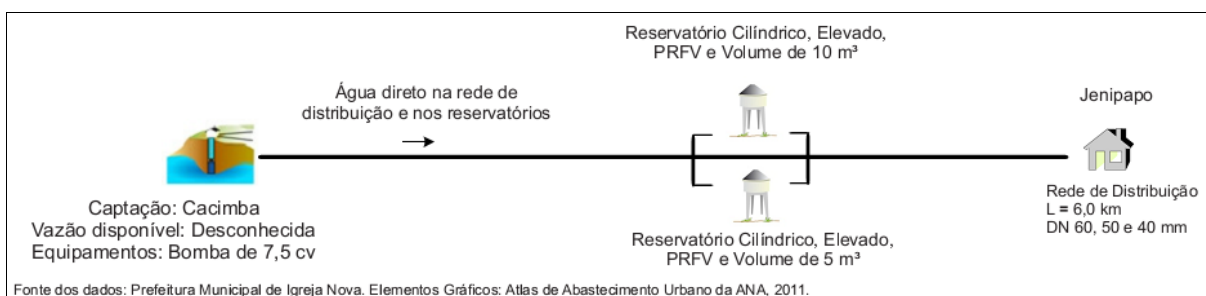 Reservatório Cilíndrico, Elevado,
PRFV e Volume de 10 m³
Água direto na rede de
distribuição e nos reservatórios
Jenipapo
Captação: Cacimba
Vazão disponível: Desconhecida
Equipamentos: Bomba de 7,5 cv
Reservatório Cilíndrico, Elevado,
PRFV e Volume de 5 m³
Rede de Distribuição
L = 6,0 km
DN 60, 50 e 40 mm
Fonte dos dados: Prefeitura Municipal de Igreja Nova. Elementos Gráficos: Atlas de Abastecimento Urbano da ANA, 2011.